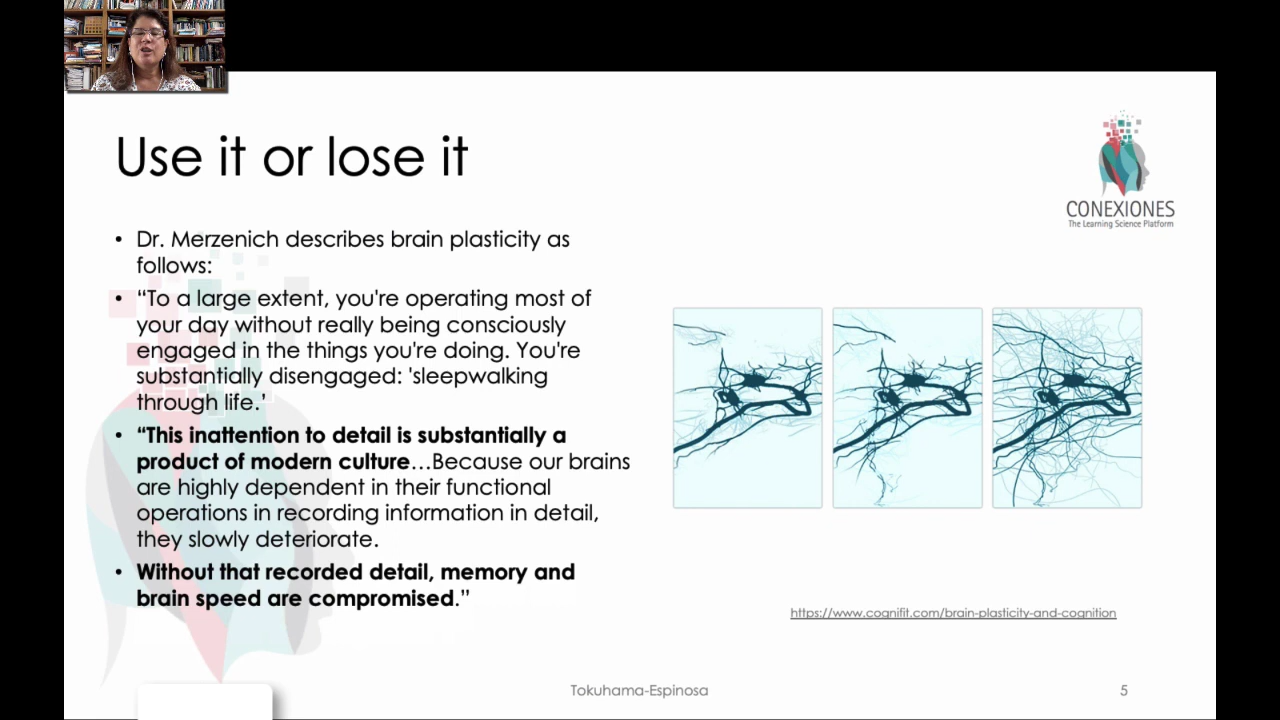 Use it or lose it
CONEXIONES
The Learning Science Platform
• Dr. Merzenich describes brain plasticity as
follows:
• “To a large extent, you're operating most of
your day without really being consciously
engaged in the things you're doing. You're
substantially disengaged: 'sleepwalking
through life.’
• “This inattention to detail is substantially a
product of modern culture…Because our brains
are highly dependent in their functional
operations in recording information in detail,
they slowly deteriorate.
• Without that recorded detail, memory and
brain speed are compromised.”
https://www.cognifit.com/brain-plasticity-and-cognition
Tokuhama-Espinosa
5